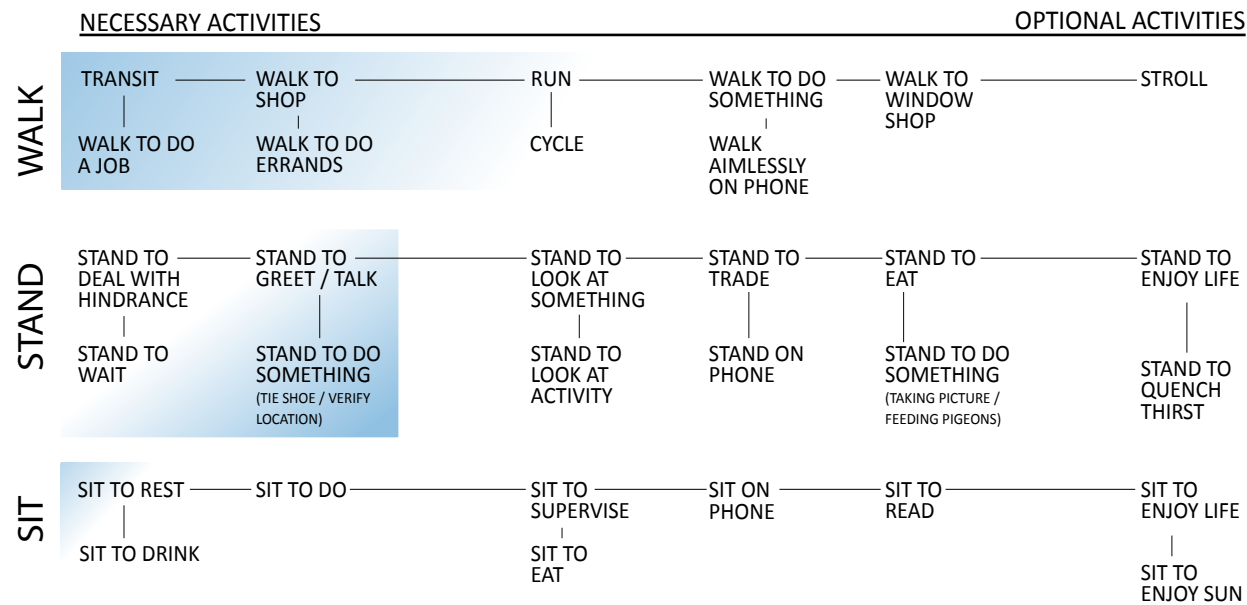 NECESSARY ACTIVITIES
OPTIONAL ACTIVITIES
WALK
TRANSIT
WALK TO
SHOP
RUN
WALK TO DO
SOMETHING
WALK TO
WINDOW
SHOP
STROLL
WALK TO DO
A JOB
WALK TO DO
ERRANDS
CYCLE
WALK
AIMLESSLY
ON PHONE
STAND
STAND TO
DEAL WITH
HINDRANCE
STAND TO
GREET / TALK
STAND TO
LOOK AT
SOMETHING
STAND TO
TRADE
STAND TO
EAT
STAND TO
ENJOY LIFE
STAND TO
WAIT
STAND TO DO
SOMETHING
(TIE SHOE / VERIFY
LOCATION)
STAND TO
LOOK AT
ACTIVITY
STAND ON
PHONE
STAND TO DO
SOMETHING
(TAKING PICTURE /
FEEDING PIGEONS)
STAND TO
QUENCH
THIRST
SIT
SIT TO REST
SIT TO DO
SIT TO
SUPERVISE
SIT ON
PHONE
SIT TO
READ
SIT TO
ENJOY LIFE
SIT TO DRINK
SIT TO
EAT
SIT TO
ENJOY SUN